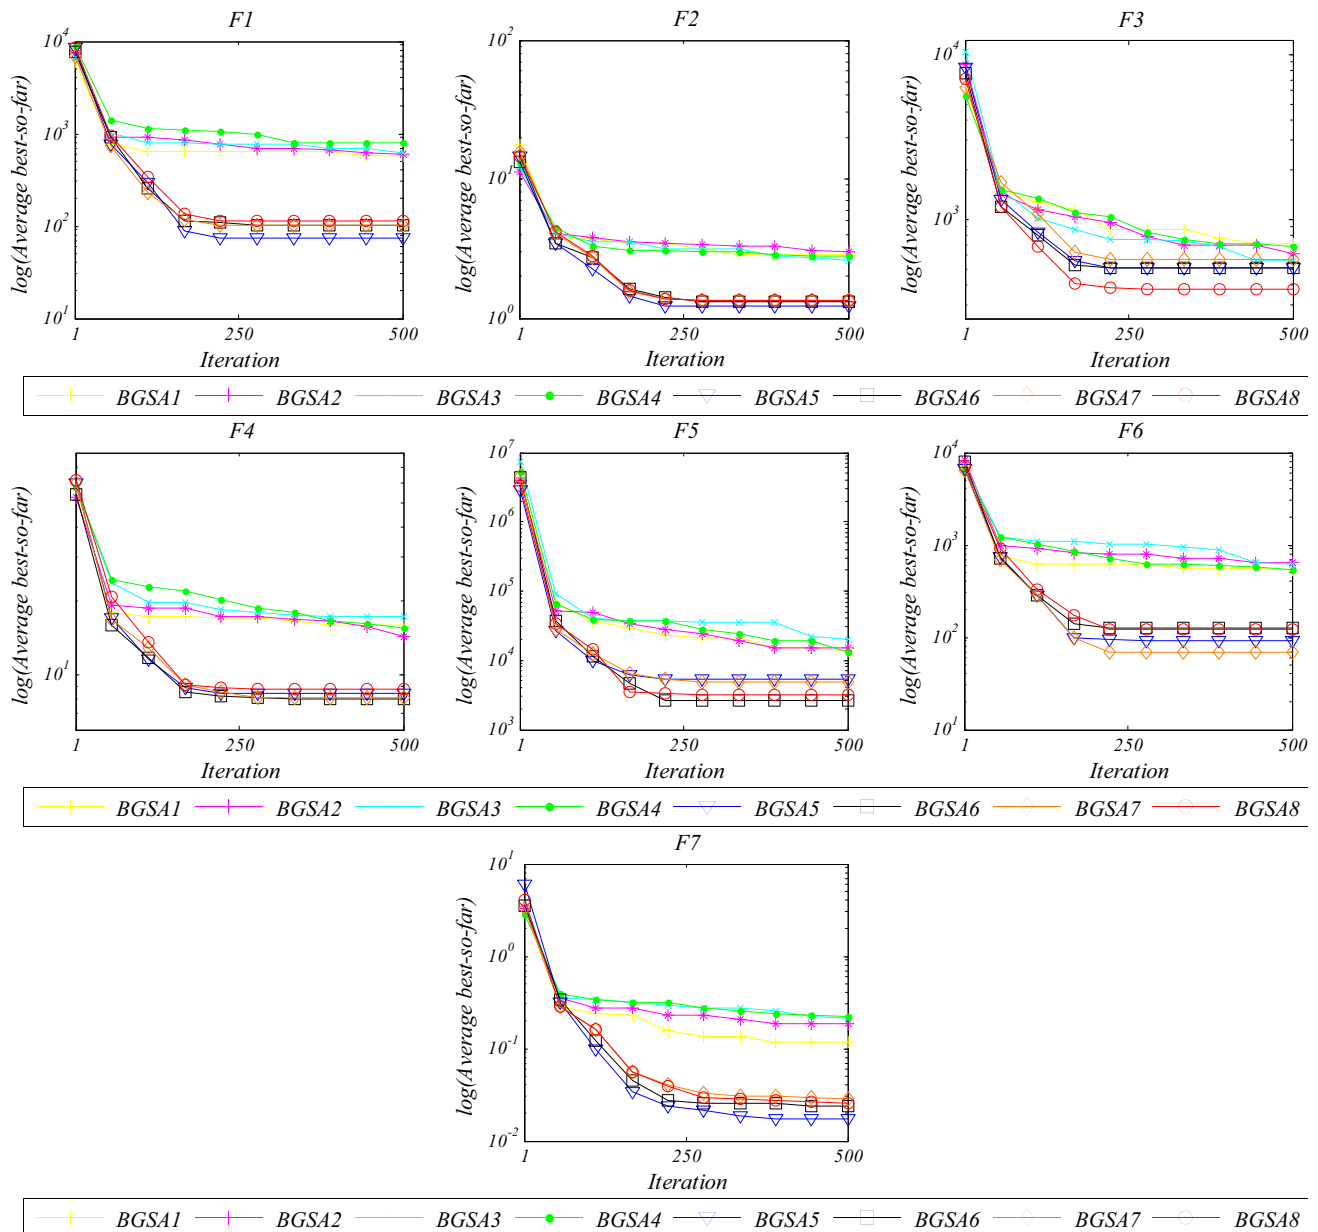 F1 F2 F3
10^4 10^3 10^2 10^1
log(Average best-so-far)
1 250 500
Iteration
10^2 10^1 10^0
log(Average best-so-far)
1 250 500
Iteration
10^4 10^3
log(Average best-so-far)
1 250 500
Iteration
BGSA1 BGSA2 BGSA3 BGSA4 BGSA5 BGSA6 BGSA7 BGSA8
F4 F5 F6
10^1
log(Average best-so-far)
1 250 500
Iteration
10^7 10^6 10^5 10^4 10^3
log(Average best-so-far)
1 250 500
Iteration
10^4 10^3 10^2 10^1
log(Average best-so-far)
1 250 500
Iteration
BGSA1 BGSA2 BGSA3 BGSA4 BGSA5 BGSA6 BGSA7 BGSA8
F7
10^1 10^0 10^-1 10^-2
log(Average best-so-far)
1 250 500
Iteration
BGSA1 BGSA2 BGSA3 BGSA4 BGSA5 BGSA6 BGSA7 BGSA8